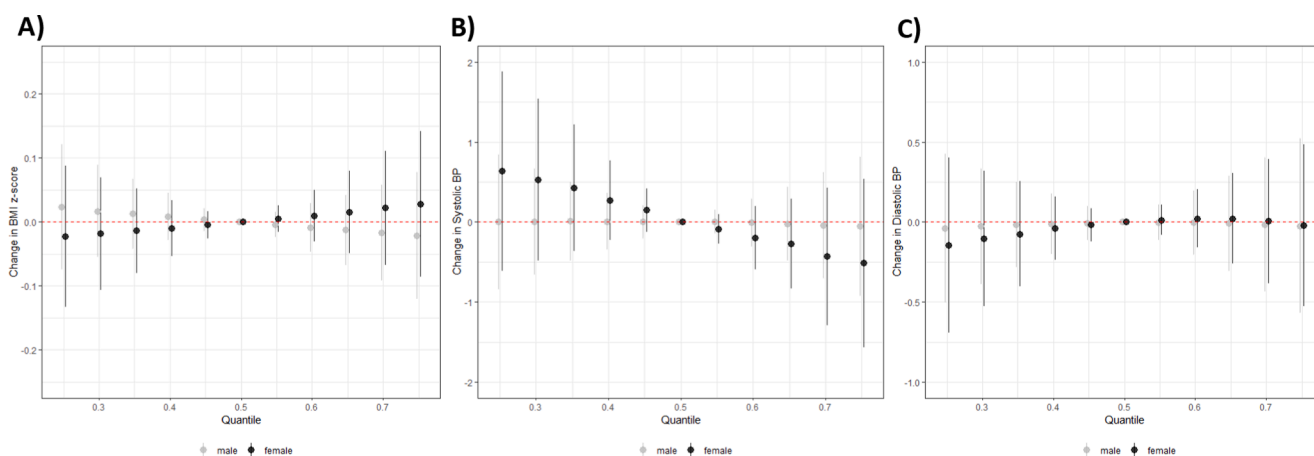 A)
Change in BMI z-score
0.2
0.1
0.0
-0.1
-0.2
0.3 0.4 0.5 0.6 0.7
Quantile
male female
B)
Change in Systolic BP
2
1
0
-1
-2
0.3 0.4 0.5 0.6 0.7
Quantile
male female
C)
Change in Diastolic BP
1.0
0.5
0.0
-0.5
-1.0
0.3 0.4 0.5 0.6 0.7
Quantile
male female